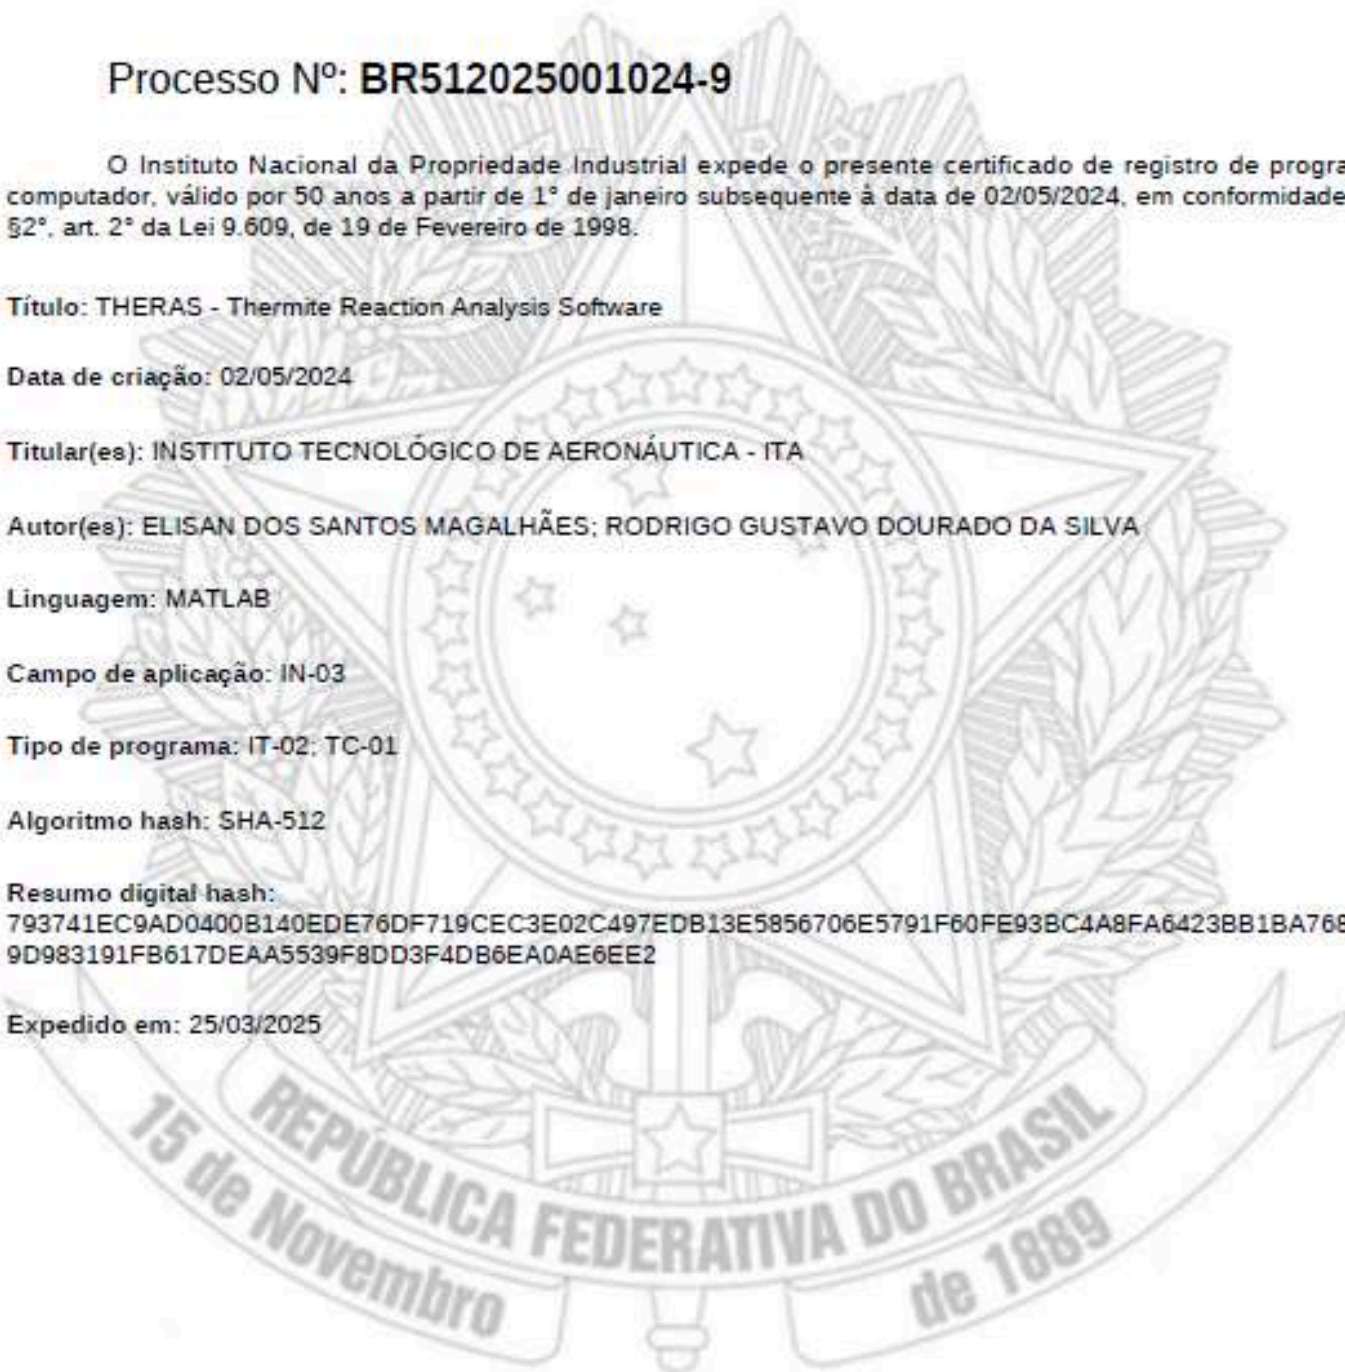 Processo Nº: BR512025001024-9
O Instituto Nacional da Propriedade Industrial expede o presente certificado de registro de progra
computador, válido por 50 anos a partir de 1° de janeiro subsequente à data de 02/05/2024, em conformidade
§2°, art. 2° da Lei 9.609, de 19 de Fevereiro de 1998.
Título: THERAS - Thermite Reaction Analysis Software
Data de criação: 02/05/2024
Titular(es): INSTITUTO TECNOLÓGICO DE AERONÁUTICA - ITA
Autor(es): ELISAN DOS SANTOS MAGALHÃES; RODRIGO GUSTAVO DOURADO DA SILVA
Linguagem: MATLAB
Campo de aplicação: IN-03
Tipo de programa: IT-02; TC-01
Algoritmo hash: SHA-512
Resumo digital hash:
793741EC9AD0400B140EDE76DF719CEC3E02C497EDB13E5856706E5791F60FE93BC4A8FA6423BB1BA768
9D983191FB617DEAA5539F8DD3F4DB6EA0AE6EE2
Expedido em: 25/03/2025
REPÚBLICA FEDERATIVA DO BRASIL
15 de Novembro de 1889